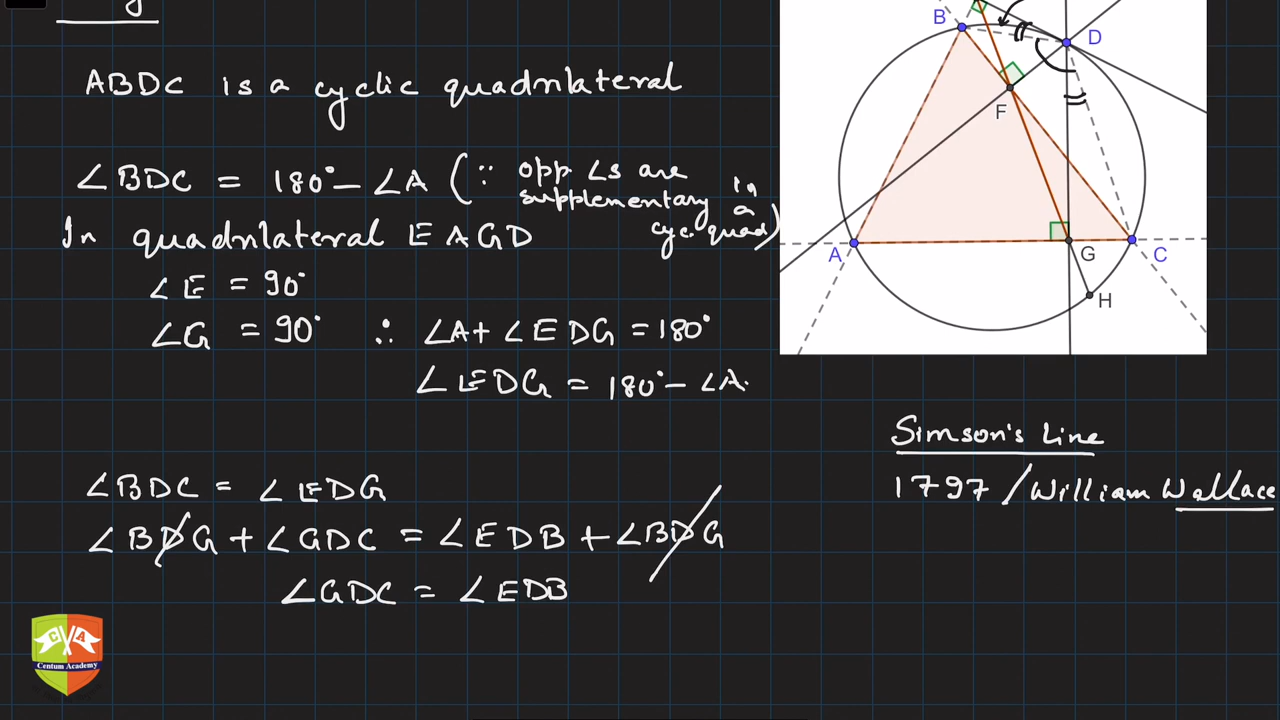 ABDC is a cyclic quadrilateral
∠BDC = 180° - ∠A (∵ opp ∠s are supplementary in a cyc. quad)
In quadrilateral EAGD
∠E = 90°
∠G = 90° ∴ ∠A + ∠EDG = 180°
∠EDG = 180° - ∠A.
∠BDC = ∠EDG
∠BDG + ∠GDC = ∠EDB + ∠BDG
∠GDC = ∠EDB
B
D
F
A
G
C
H
Simson's Line
1797 / William Wallace
C A
Centum Academy